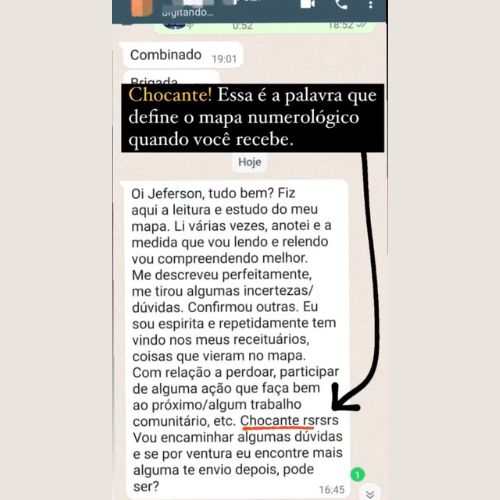 digitando...
0:52
18:52
Combinado 19:01
Brigada
Chocante! Essa é a palavra que
define o mapa numerológico
quando você recebe.
Hoje
Oi Jeferson, tudo bem? Fiz
aqui a leitura e estudo do meu
mapa. Li várias vezes, anotei e a
medida que vou lendo e relendo
vou compreendendo melhor.
Me descreveu perfeitamente,
me tirou algumas incertezas/
dúvidas. Confirmou outras. Eu
sou espirita e repetidamente tem
vindo nos meus receituários,
coisas que vieram no mapa.
Com relação a perdoar, participar
de alguma ação que faça bem
ao próximo/algum trabalho
comunitário, etc. Chocante rsrsrs
Vou encaminhar algumas dúvidas
e se por ventura eu encontre mais
alguma te envio depois, pode
ser?
16:45
1